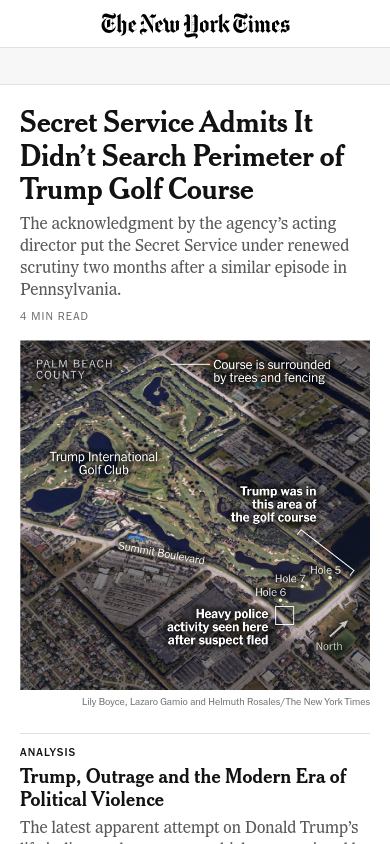 The New York Times
Secret Service Admits It
Didn’t Search Perimeter of
Trump Golf Course
The acknowledgment by the agency’s acting
director put the Secret Service under renewed
scrutiny two months after a similar episode in
Pennsylvania.
4 MIN READ
PALM BEACH
COUNTY
Course is surrounded
by trees and fencing
Trump International
Golf Club
Trump was in
this area of
the golf course
Summit Boulevard
Hole 5
Hole 7
Hole 6
Heavy police
activity seen here
after suspect fled
North
Lily Boyce, Lazaro Gamio and Helmuth Rosales/The New York Times
ANALYSIS
Trump, Outrage and the Modern Era of
Political Violence
The latest apparent attempt on Donald Trump’s